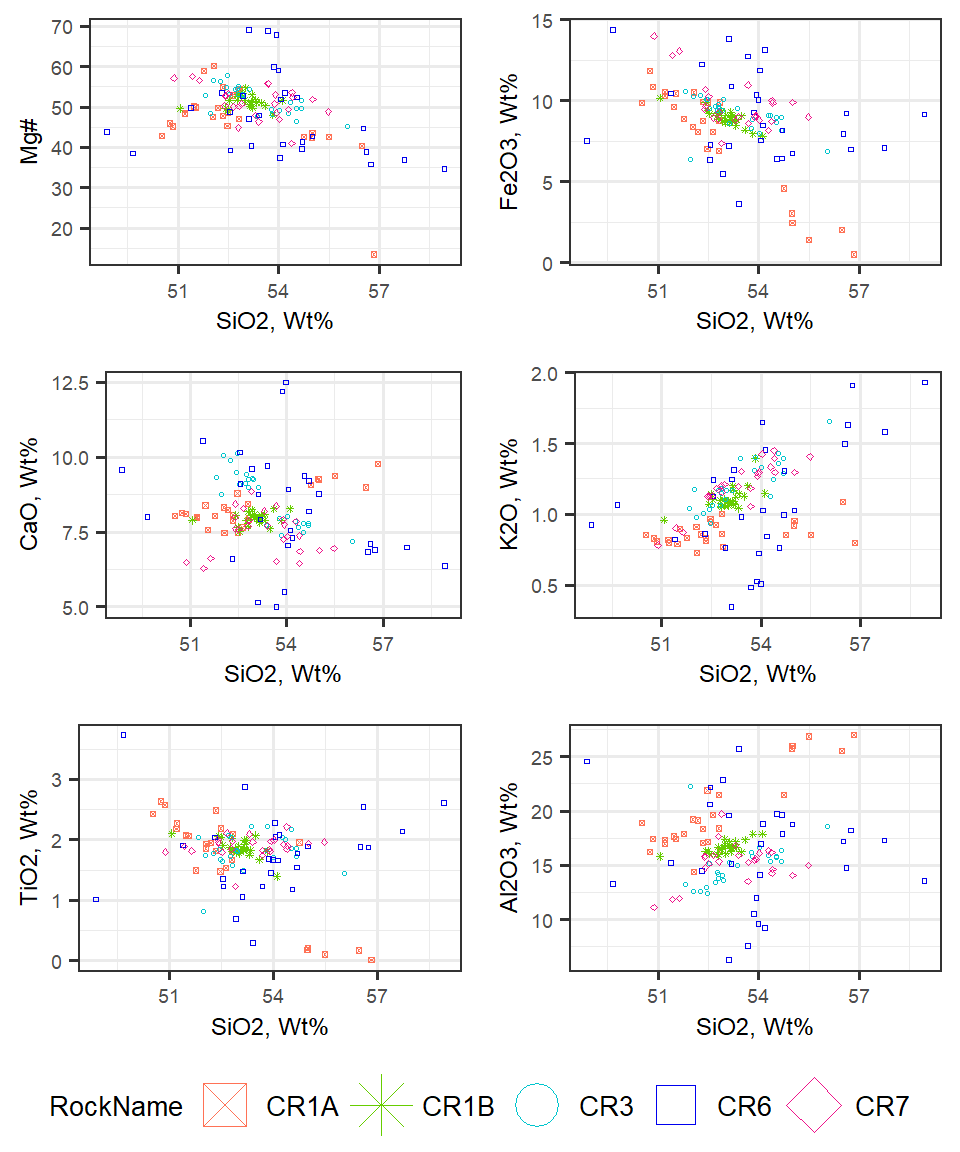 70
60
50
40
30
20
Mg#
51 54 57
SiO2, Wt%
15
10
5
0
Fe2O3, Wt%
51 54 57
SiO2, Wt%
12.5
10.0
7.5
5.0
CaO, Wt%
51 54 57
SiO2, Wt%
2.0
1.5
1.0
0.5
K2O, Wt%
51 54 57
SiO2, Wt%
3
2
1
0
TiO2, Wt%
51 54 57
SiO2, Wt%
25
20
15
10
Al2O3, Wt%
51 54 57
SiO2, Wt%
RockName CR1A CR1B CR3 CR6 CR7